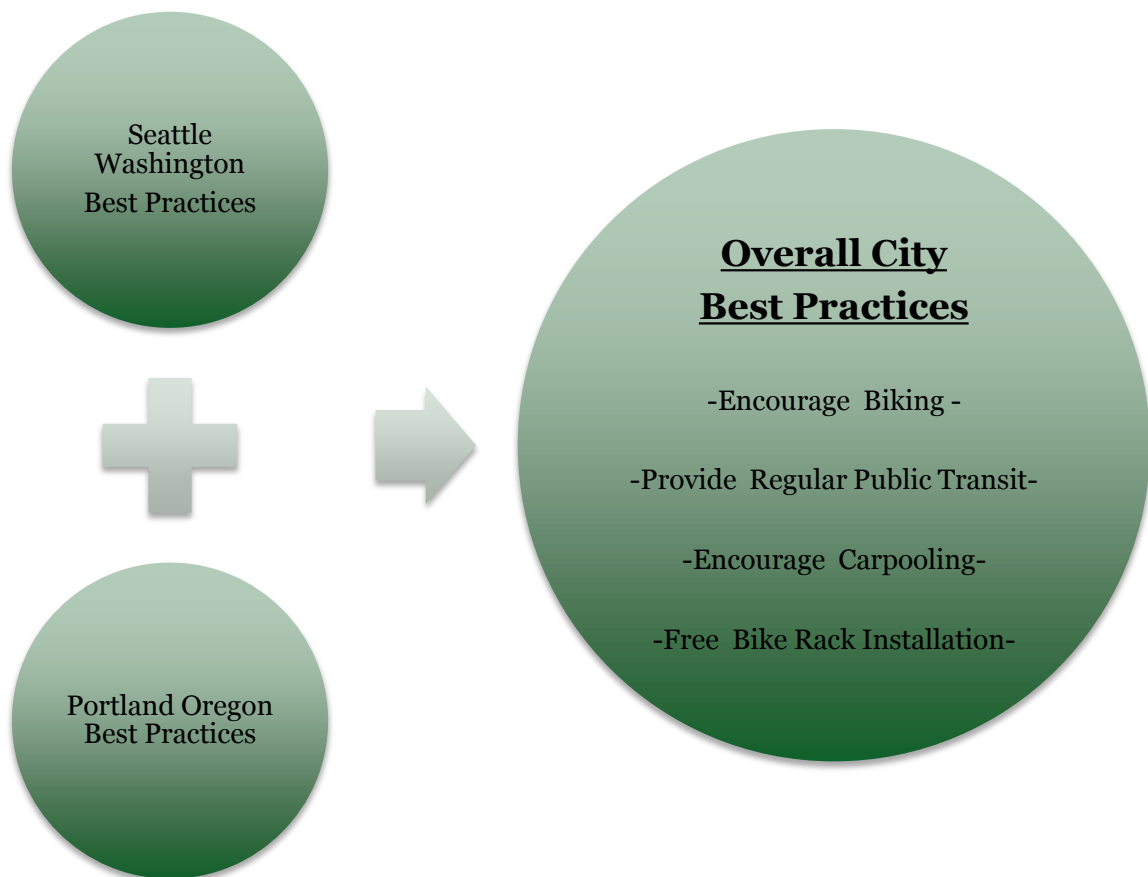 Seattle
Washington
Best Practices
Portland Oregon
Best Practices
Overall City
Best Practices
-Encourage  Biking -
-Provide  Regular Public Transit-
-Encourage  Carpooling-
-Free  Bike Rack Installation-